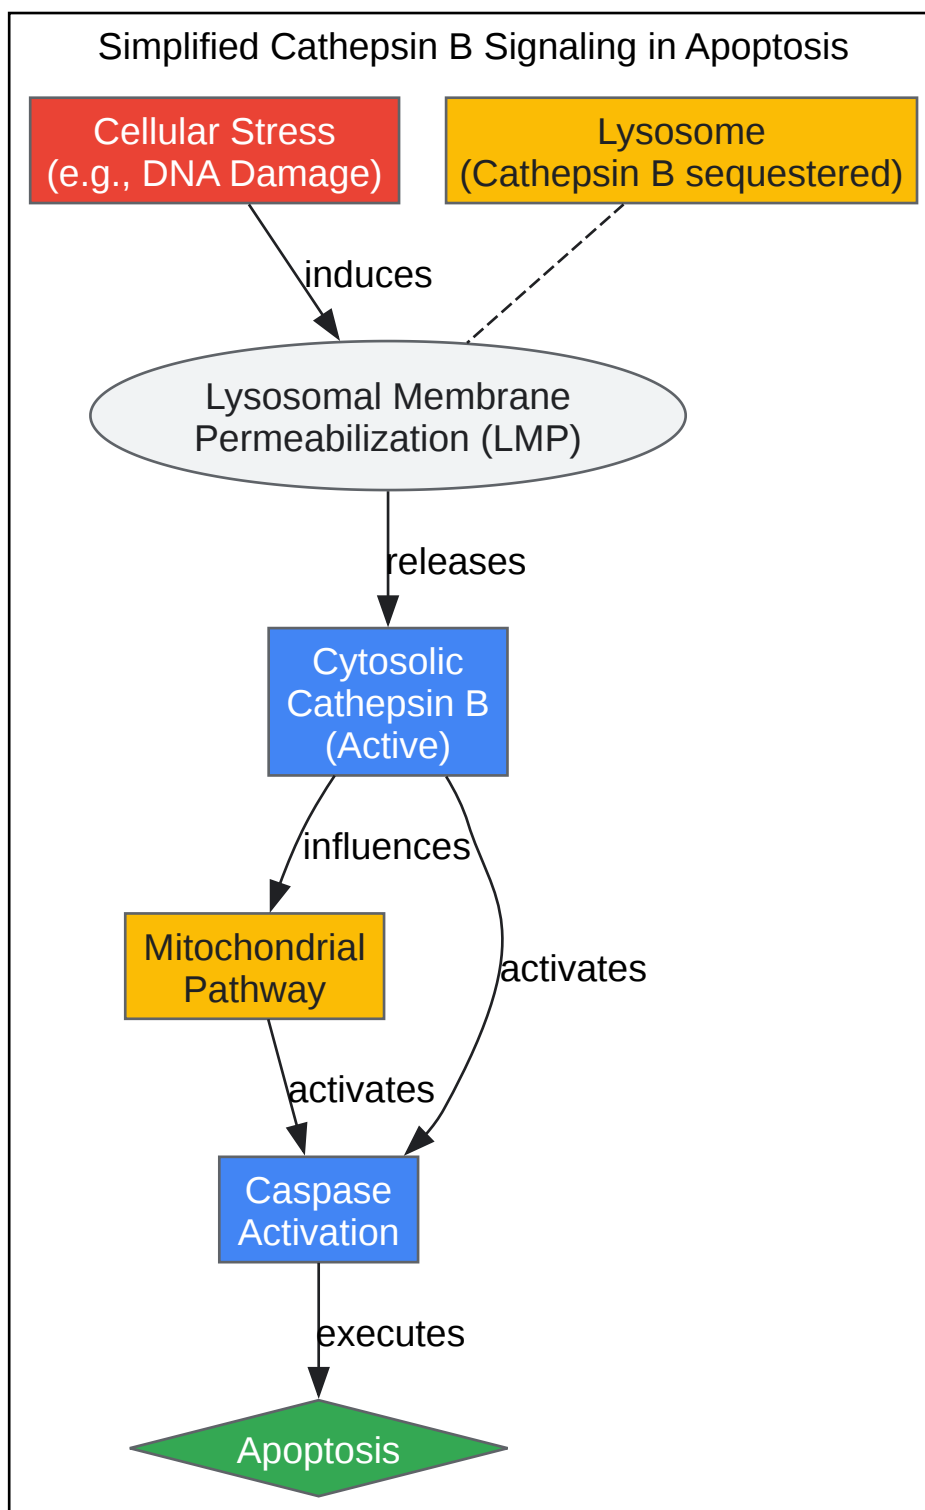 Simplified Cathepsin B Signaling in Apoptosis
Cellular Stress
(e.g., DNA Damage)
Lysosome
(Cathepsin B sequestered)
induces
Lysosomal Membrane
Permeabilization (LMP)
releases
Cytosolic
Cathepsin B
(Active)
influences
Mitochondrial
Pathway
activates
activates
Caspase
Activation
executes
Apoptosis